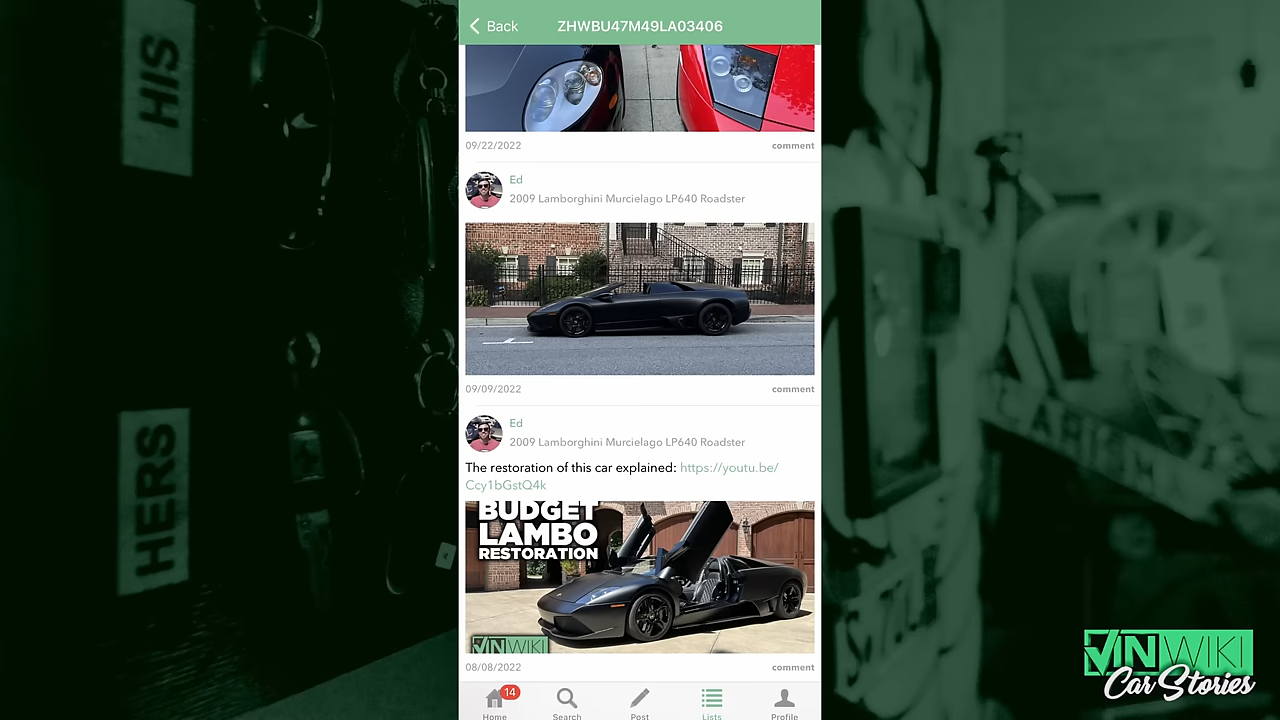 HIS
HERS
Back
ZHWBU47M49LA03406
09/22/2022
comment
Ed
2009 Lamborghini Murcielago LP640 Roadster
09/09/2022
comment
Ed
2009 Lamborghini Murcielago LP640 Roadster
The restoration of this car explained: https://youtu.be/
Ccy1bGstQ4k
BUDGET
LAMBO
RESTORATION
VINWIKI
08/08/2022
comment
14
Home
Search
Post
Lists
Profile
VINWIKI
Car Stories